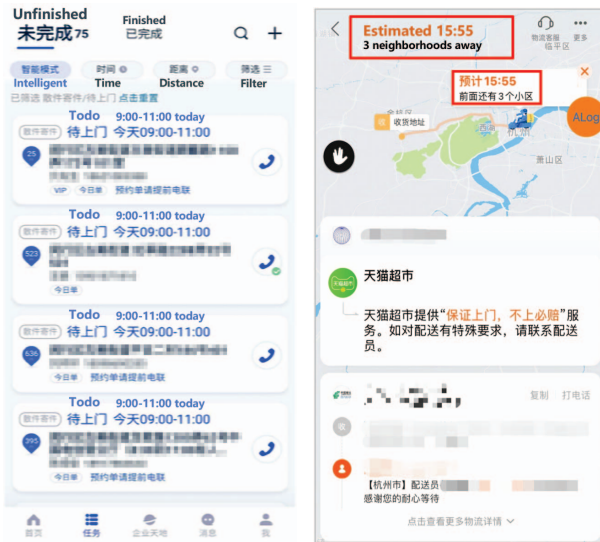 Unfinished
未完成75
Finished
已完成
智能模式
Intelligent
时间
Time
距离
Distance
筛选
Filter
已筛选 散件寄件/待上门 点击重置
Todo 9:00-11:00 today
散件寄件 待上门 今天09:00-11:00
25
VIP 今日单 预约单请提前电联
Todo 9:00-11:00 today
散件寄件 待上门 今天09:00-11:00
523
今日单
Todo 9:00-11:00 today
散件寄件 待上门 今天09:00-11:00
636
今日单 预约单请提前电联
Todo 9:00-11:00 today
散件寄件 待上门 今天09:00-11:00
395
今日单 预约单请提前电联
首页
任务
企业天地
消息
我
Estimated 15:55
3 neighborhoods away
物流客服
更多
临平区
预计15:55
前面还有3个小区
ALog
收 收货地址
西湖
杭州
萧山区
天猫超市
天猫超市
天猫超市提供“保证上门，不上必赔”服
务。如对配送有特殊要求，请联系配送
员。
复制 打电话
收
【杭州市】配送员
感谢您的耐心等待
点击查看更多物流详情